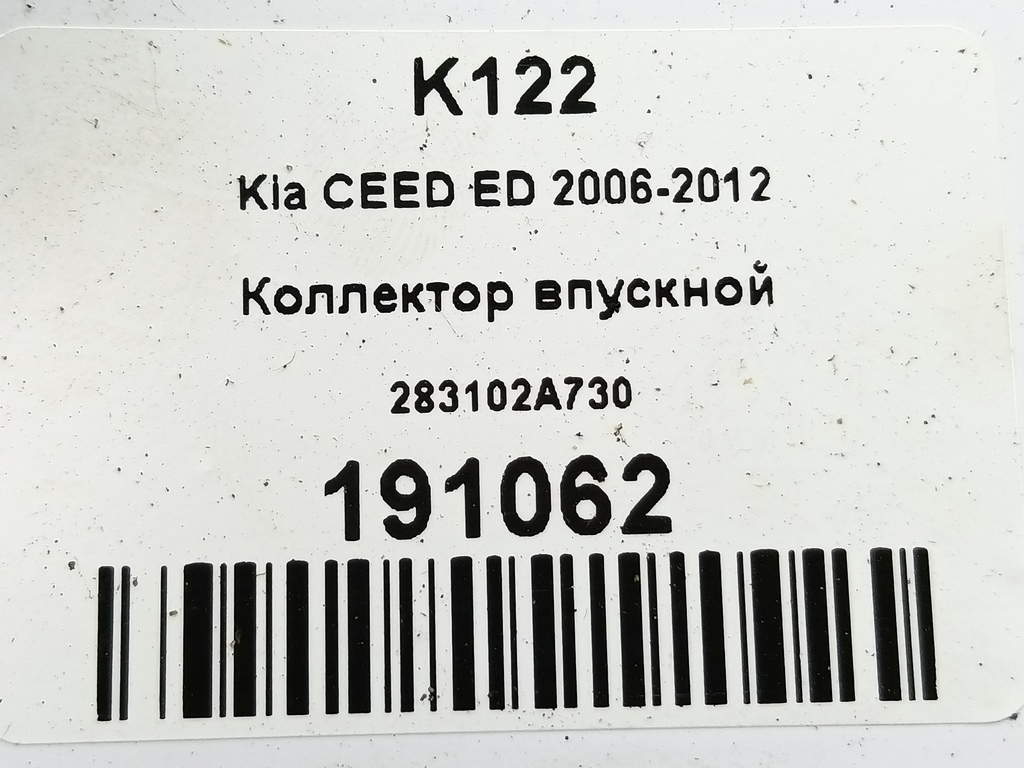 K122
Kia CEED ED 2006-2012
Коллектор впускной
283102A730
191062